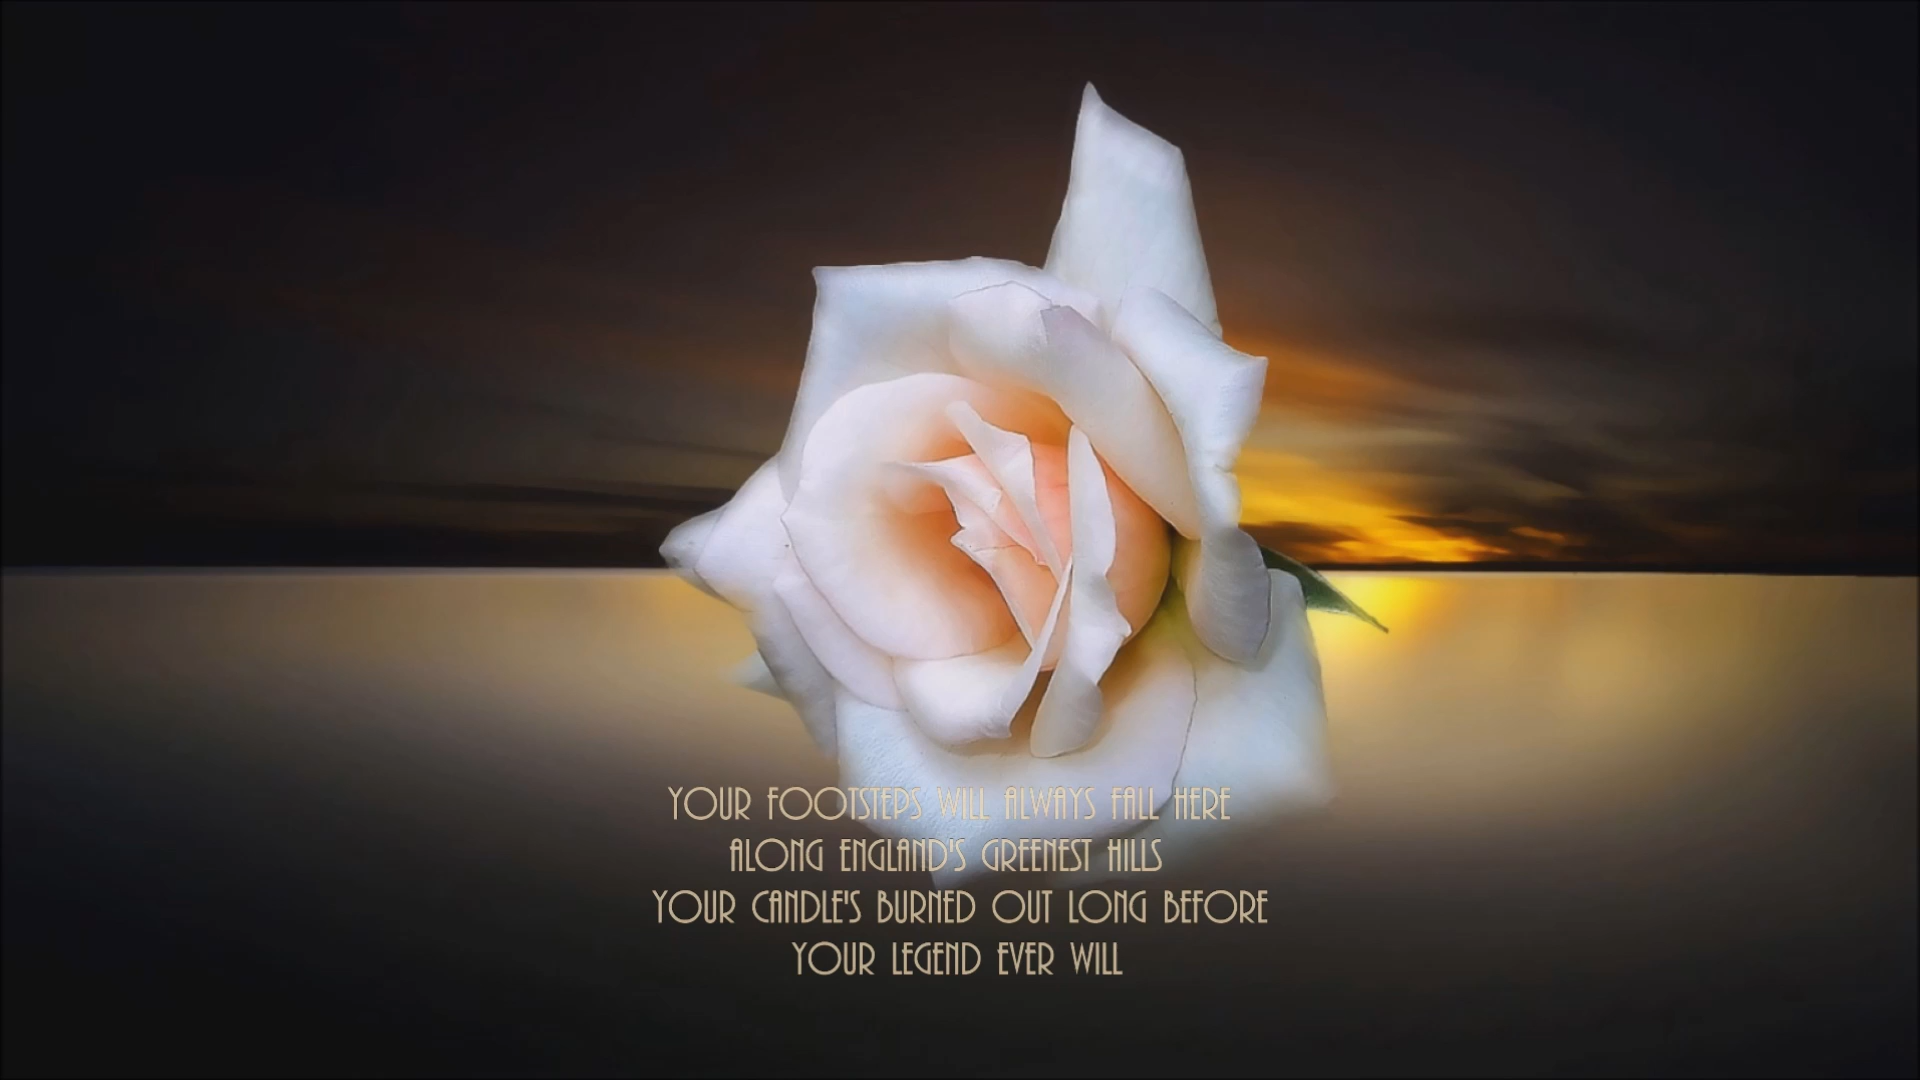 YOUR FOOTSTEPS WILL ALWAYS FALL HERE
ALONG ENGLAND'S GREENEST HILLS
YOUR CANDLE'S BURNED OUT LONG BEFORE
YOUR LEGEND EVER WILL